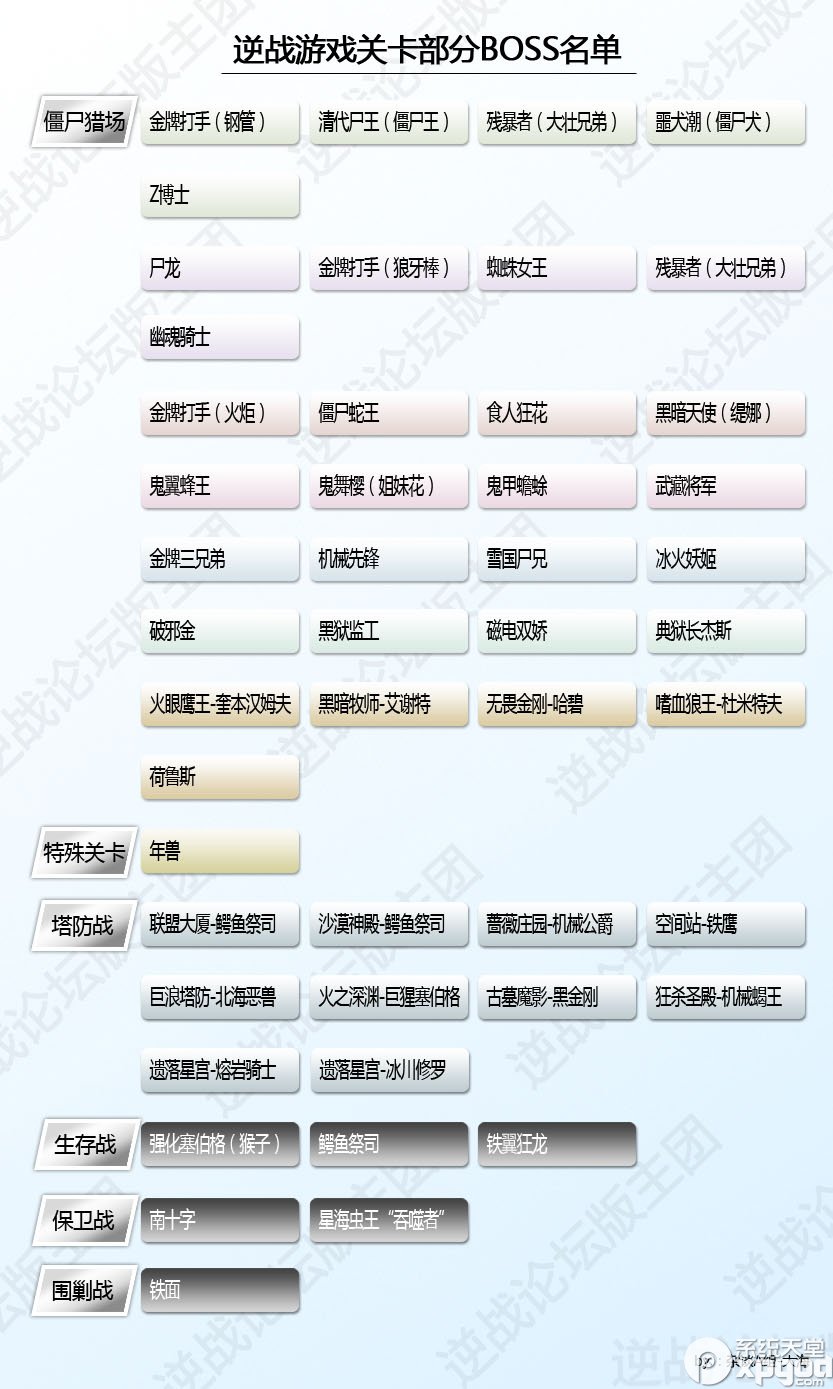 逆战游戏关卡部分BOSS名单
僵尸猎场 金牌打手（钢管） 清代尸王（僵尸王） 残暴者（大壮兄弟） 噩犬潮（僵尸犬）
Z博士
尸龙 金牌打手（狼牙棒） 蜘蛛女王 残暴者（大壮兄弟）
幽魂骑士
金牌打手（火炬） 僵尸蛇王 食人狂花 黑暗天使（缇娜）
鬼翼蜂王 鬼舞樱（姐妹花） 鬼甲蟾蜍 武藏将军
金牌三兄弟 机械先锋 雪国尸兄 冰火妖姬
破邪金 黑狱监工 磁电双娇 典狱长杰斯
火眼鹰王-奎本汉姆夫 黑暗牧师-艾谢特 无畏金刚-哈碧 嗜血狼王-杜米特夫
荷鲁斯
特殊关卡 年兽
塔防战 联盟大厦-鳄鱼祭司 沙漠神殿-鳄鱼祭司 蔷薇庄园-机械公爵 空间站-铁鹰
巨浪塔防-北海恶兽 火之深渊-巨猩塞伯格 古墓魔影-黑金刚 狂杀圣殿-机械蝎王
遗落星宫-熔岩骑士 遗落星宫-冰川修罗
生存战 强化塞伯格（猴子） 鳄鱼祭司 铁翼狂龙
保卫战 南十字 星海虫王“吞噬者”
围剿战 铁面
系统天堂
逆战论坛版主团